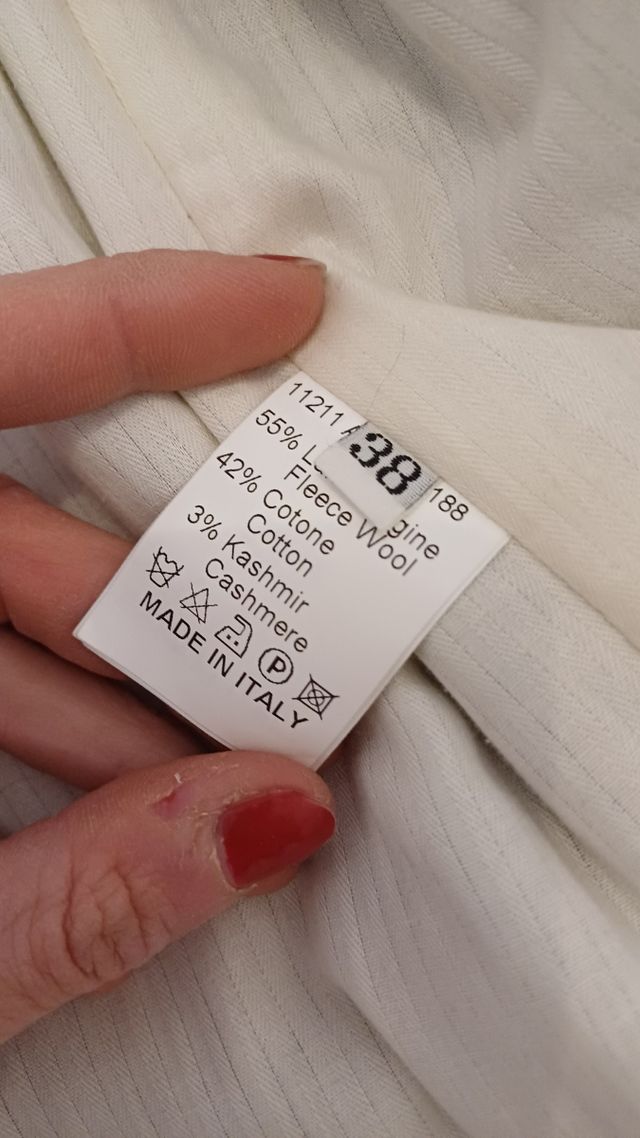 11211 188
38
55%
Fleece Wool
42% Cotone
Cotton
3% Kashmir
Cashmere
P
MADE IN ITALY